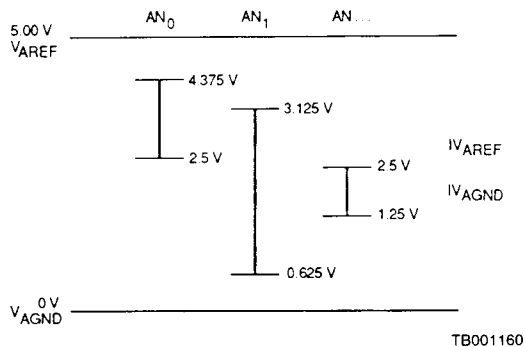 AN0 AN1 AN...
5.00 V
VAREF
4.375 V
3.125 V
IVAREF
2.5 V
2.5 V
IVAGND
1.25 V
0.625 V
0 V
VAGND
TB001160